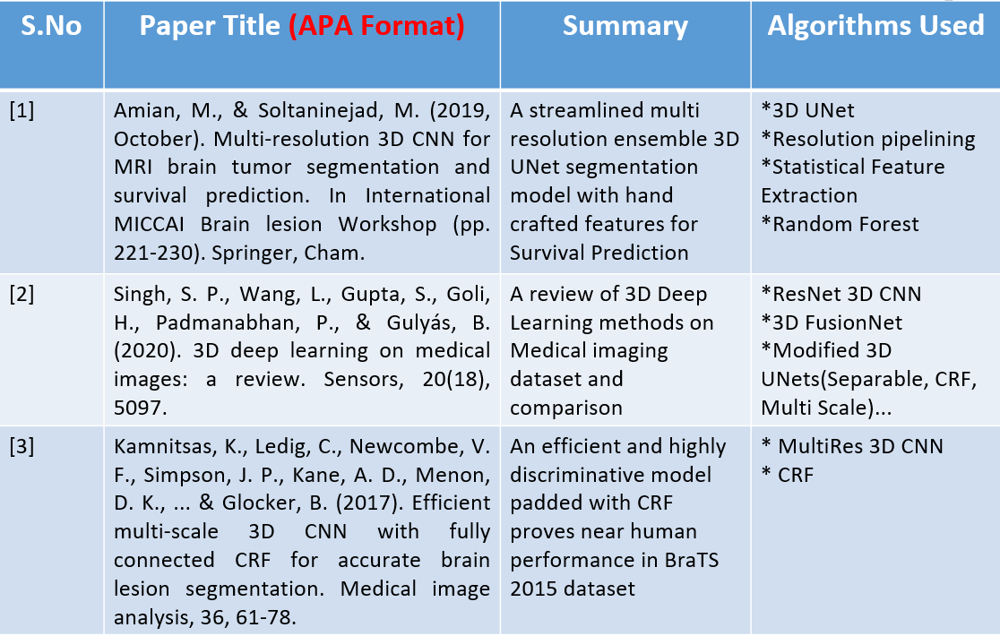 S.No
Paper Title (APA Format)
Summary
Algorithms Used
[1]
Amian, M., & Soltaninejad, M. (2019,
October). Multi-resolution 3D CNN for
MRI brain tumor segmentation and
survival prediction. In International
MICCAI Brain lesion Workshop (pp.
221-230). Springer, Cham.
A streamlined multi
resolution ensemble 3D
UNet segmentation
model with hand
crafted features for
Survival Prediction
*3D UNet
*Resolution pipelining
*Statistical Feature
Extraction
*Random Forest
[2]
Singh, S. P., Wang, L., Gupta, S., Goli,
H., Padmanabhan, P., & Gulyás, B.
(2020). 3D deep learning on medical
images: a review. Sensors, 20(18),
5097.
A review of 3D Deep
Learning methods on
Medical imaging
dataset and
comparison
*ResNet 3D CNN
*3D FusionNet
*Modified 3D
UNets(Separable, CRF,
Multi Scale)...
[3]
Kamnitsas, K., Ledig, C., Newcombe, V.
F., Simpson, J. P., Kane, A. D., Menon,
D. K., ... & Glocker, B. (2017). Efficient
multi-scale 3D CNN with fully
connected CRF for accurate brain
lesion segmentation. Medical image
analysis, 36, 61-78.
An efficient and highly
discriminative model
padded with CRF
proves near human
performance in BraTS
2015 dataset
* MultiRes 3D CNN
* CRF